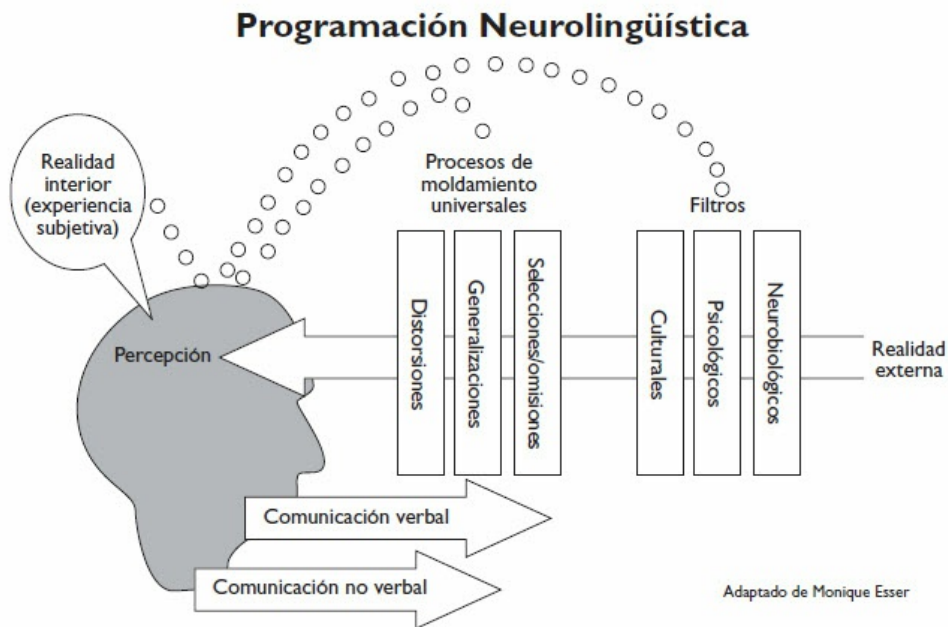 Programación Neurolingüística
Realidad
interior
(experiencia
subjetiva)
Procesos de
moldamiento
universales
Filtros
Percepción
Distorsiones
Generalizaciones
Selecciones/omisiones
Culturales
Psicológicos
Neurobiológicos
Realidad
externa
Comunicación verbal
Comunicación no verbal
Adaptado de Monique Esser